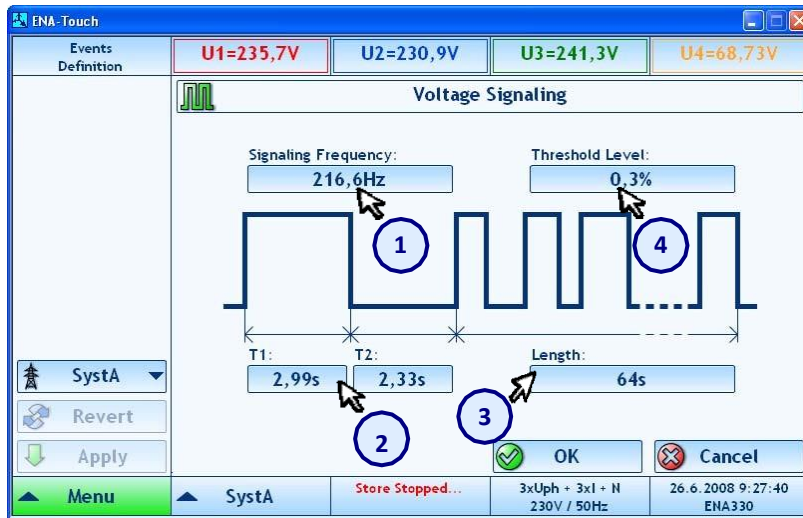 ENA-Touch
Events
Definition
U1=235,7V
U2=230,9V
U3=241,3V
U4=68,73V
Voltage Signaling
Signaling Frequency:
216,6Hz
Threshold Level:
0,3%
1
4
T1:
2,99s
T2:
2,33s
Length:
64s
2
3
SystA
Revert
Apply
OK
Cancel
Menu
SystA
Store Stopped...
3xUph + 3xI + N
230V / 50Hz
26.6.2008 9:27:40
ENA330